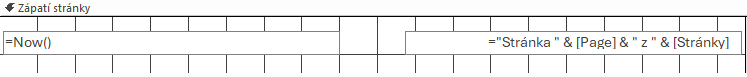 Zápatí stránky
=Now()
="Stránka " & [Page] & " z " & [Stránky]